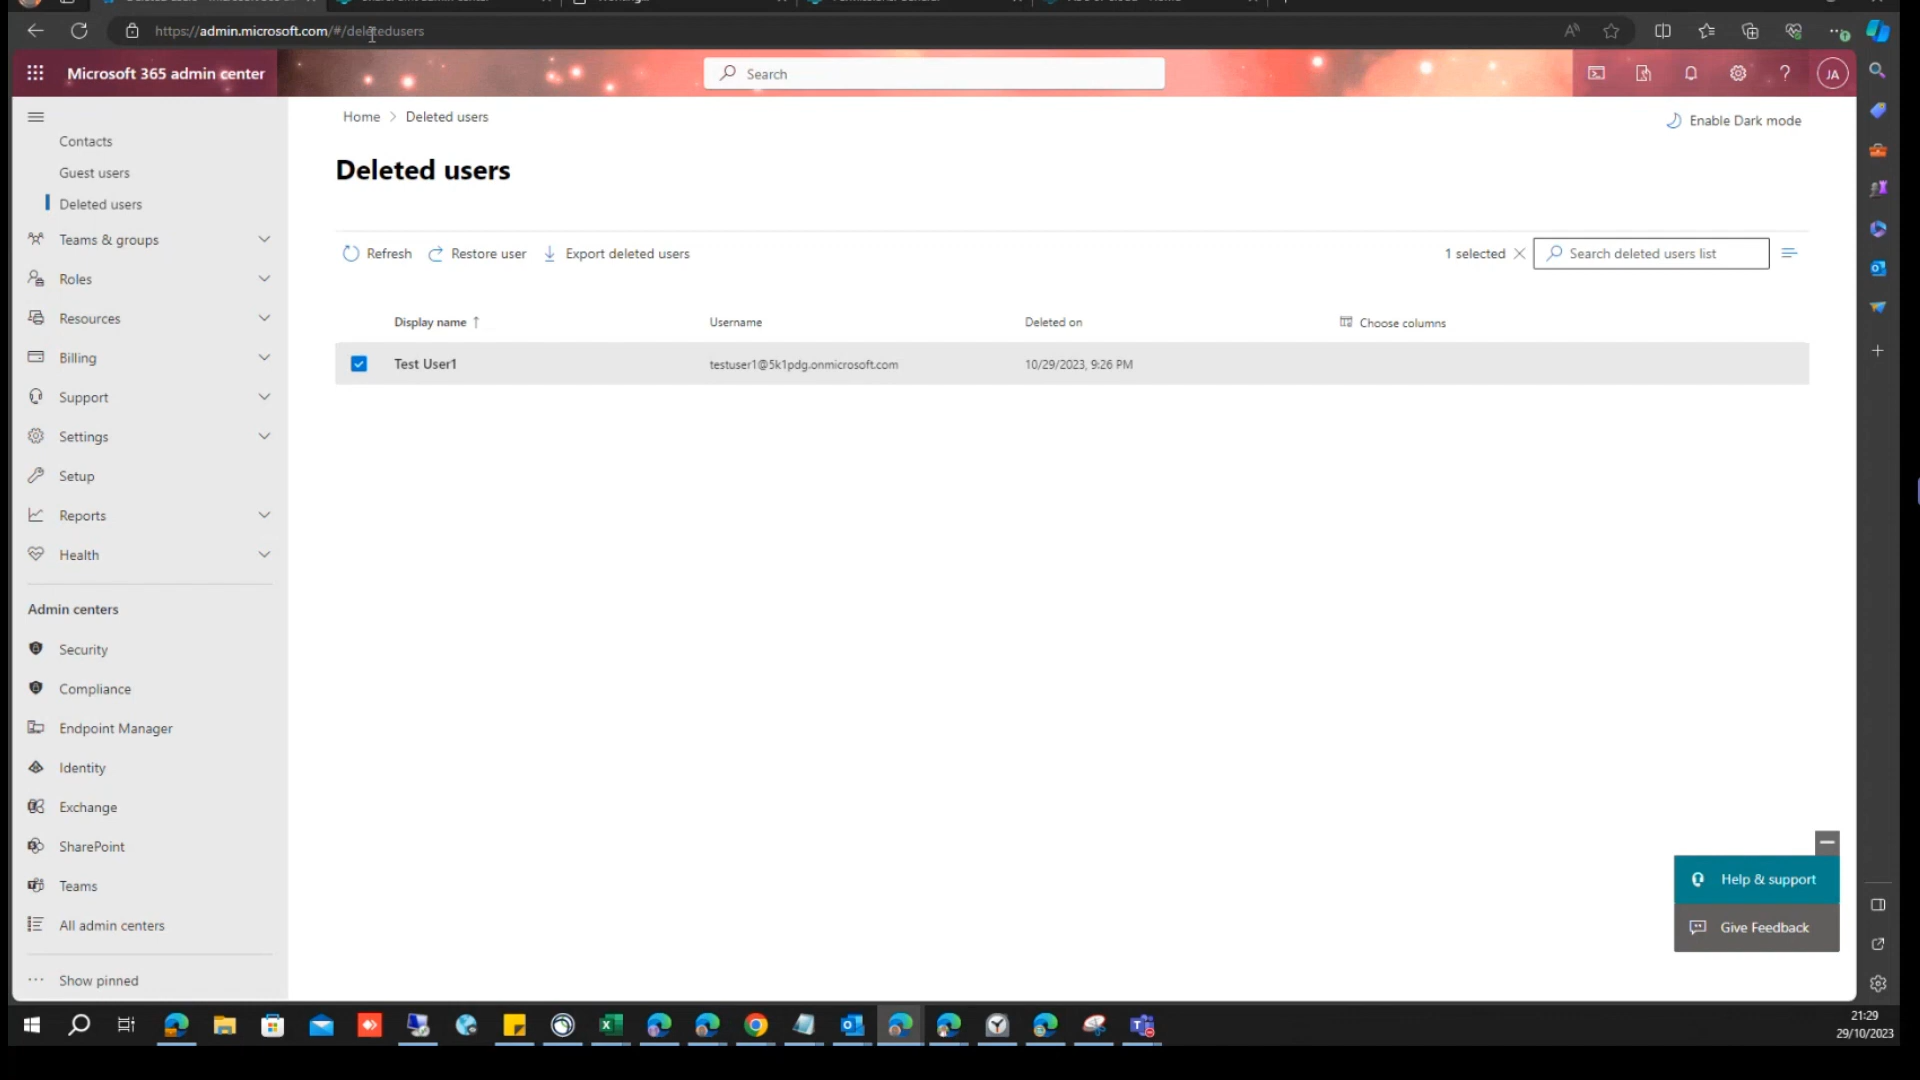 https://admin.microsoft.com/#/deletedusers
Microsoft 365 admin center
Search
JA
Home > Deleted users
Enable Dark mode
Contacts
Guest users
Deleted users
Teams & groups
Roles
Resources
Billing
Support
Settings
Setup
Reports
Health
Admin centers
Security
Compliance
Endpoint Manager
Identity
Exchange
SharePoint
Teams
All admin centers
Show pinned
Deleted users
Refresh
Restore user
Export deleted users
1 selected
Search deleted users list
Display name ↑
Username
Deleted on
Choose columns
Test User1
testuser1@5k1pdg.onmicrosoft.com
10/29/2023, 9:26 PM
Help & support
Give Feedback
21:29
29/10/2023